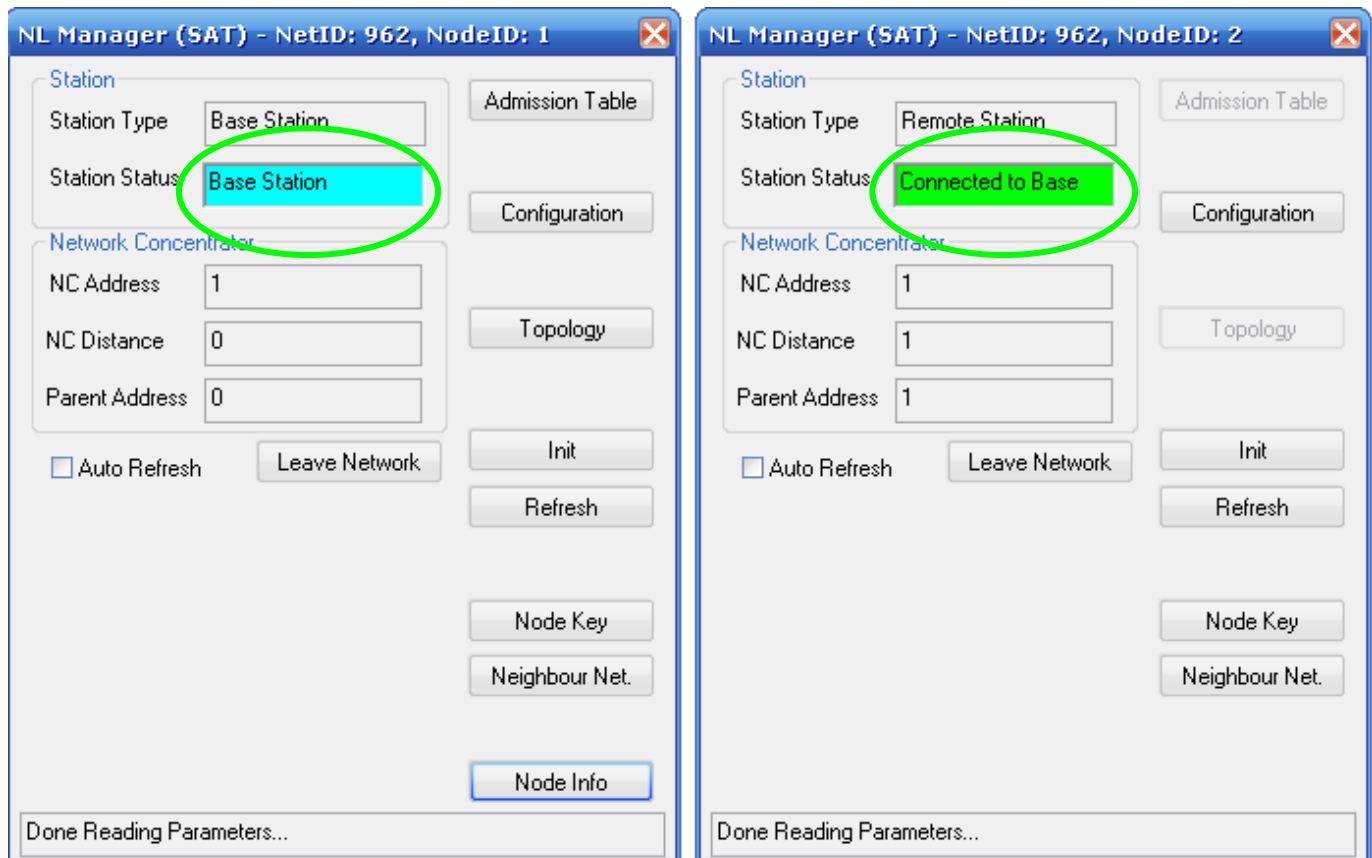 NL Manager (SAT) - NetID: 962, NodeID: 1
Station
Station Type Base Station
Station Status Base Station
Network Concentrator
NC Address 1
NC Distance 0
Parent Address 0
Auto Refresh
Leave Network
Admission Table
Configuration
Topology
Init
Refresh
Node Key
Neighbour Net.
Node Info
Done Reading Parameters...
NL Manager (SAT) - NetID: 962, NodeID: 2
Station
Station Type Remote Station
Station Status Connected to Base
Network Concentrator
NC Address 1
NC Distance 1
Parent Address 1
Auto Refresh
Leave Network
Admission Table
Configuration
Topology
Init
Refresh
Node Key
Neighbour Net.
Done Reading Parameters...